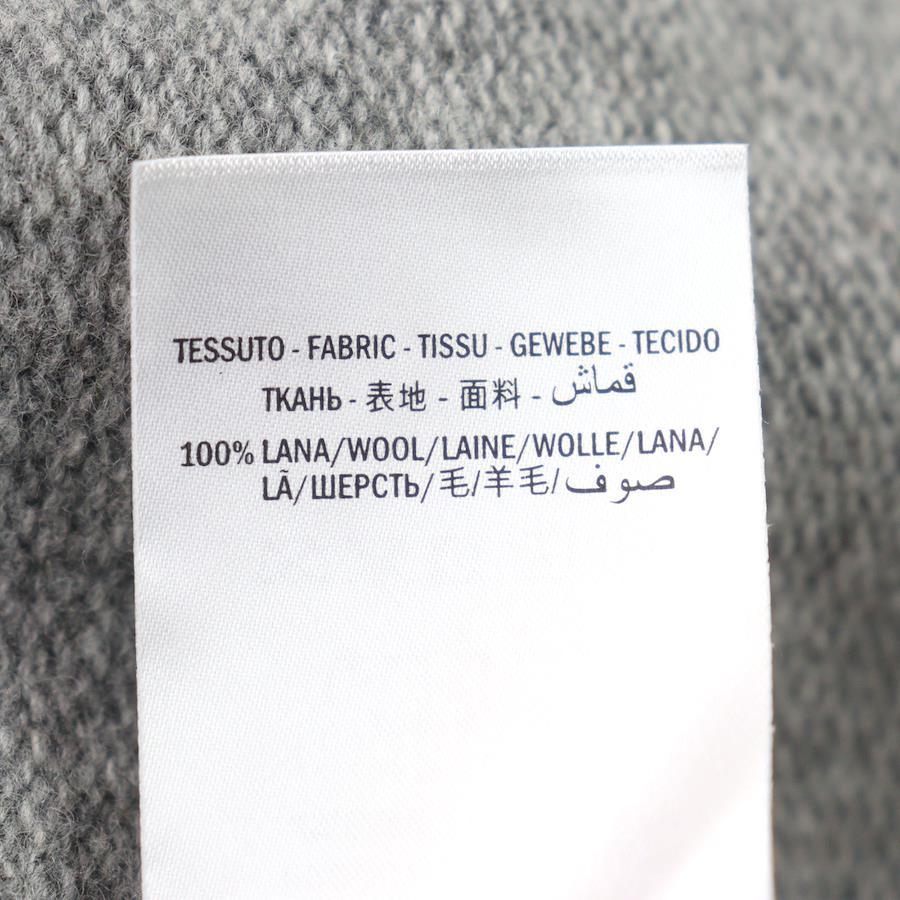 TESSUTO - FABRIC - TISSU - GEWEBE - TECIDO
ТКАНЬ - 表地 - 面料 - قماش
100% LANA/WOOL/LAINE/WOLLE/LANA/
LÃ/ШЕРСТЬ/毛/羊毛/صوف